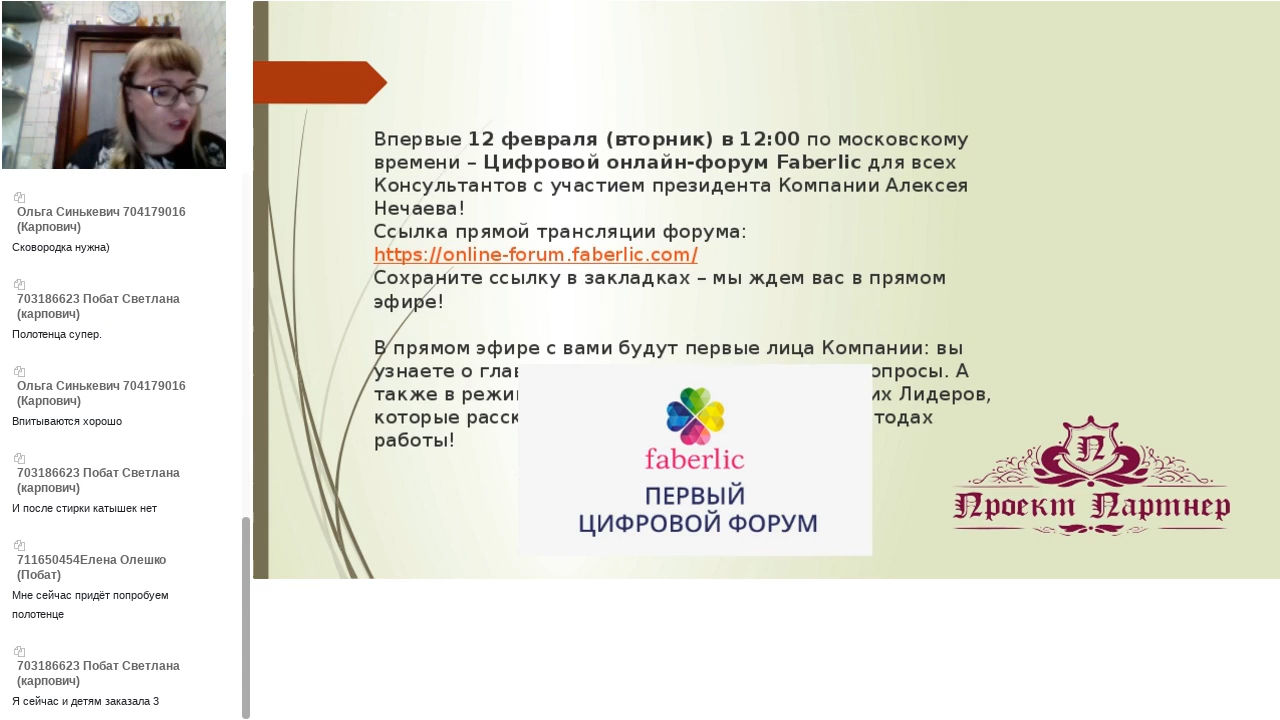 Ольга Синькевич 704179016
(Карпович)
Сковородка нужна)
703186623 Побат Светлана
(карпович)
Полотенца супер.
Ольга Синькевич 704179016
(Карпович)
Впитываются хорошо
703186623 Побат Светлана
(карпович)
И после стирки катышек нет
711650454Елена Олешко
(Побат)
Мне сейчас придёт попробуем
полотенце
703186623 Побат Светлана
(карпович)
Я сейчас и детям заказала 3
Впервые 12 февраля (вторник) в 12:00 по московскому
времени – Цифровой онлайн-форум Faberlic для всех
Консультантов с участием президента Компании Алексея
Нечаева!
Ссылка прямой трансляции форума:
https://online-forum.faberlic.com/
Сохраните ссылку в закладках – мы ждем вас в прямом
эфире!
В прямом эфире с вами будут первые лица Компании: вы
узнаете о А
также в Лидеров,
которые
работы!
faberlic
ПЕРВЫЙ
ЦИФРОВОЙ ФОРУМ
П
Проект Партнер